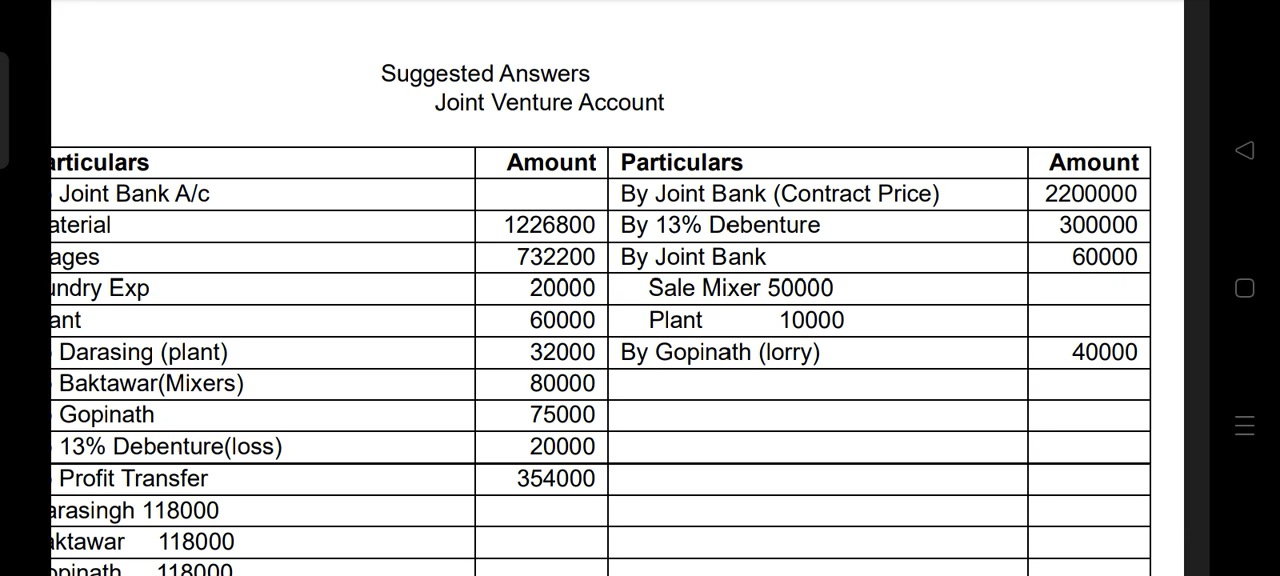 Suggested Answers
Joint Venture Account
articulars Amount Particulars Amount
Joint Bank A/c By Joint Bank (Contract Price) 2200000
aterial 1226800 By 13% Debenture 300000
ages 732200 By Joint Bank 60000
undry Exp 20000 Sale Mixer 50000
ant 60000 Plant 10000
Darasing (plant) 32000 By Gopinath (lorry) 40000
Baktawar(Mixers) 80000
Gopinath 75000
13% Debenture(loss) 20000
Profit Transfer 354000
arasingh 118000
aktawar 118000
opinath 118000